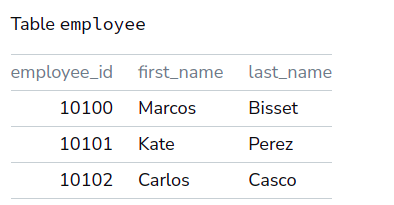 Table employee
employee_id first_name last_name
10100 Marcos Bisset
10101 Kate Perez
10102 Carlos Casco